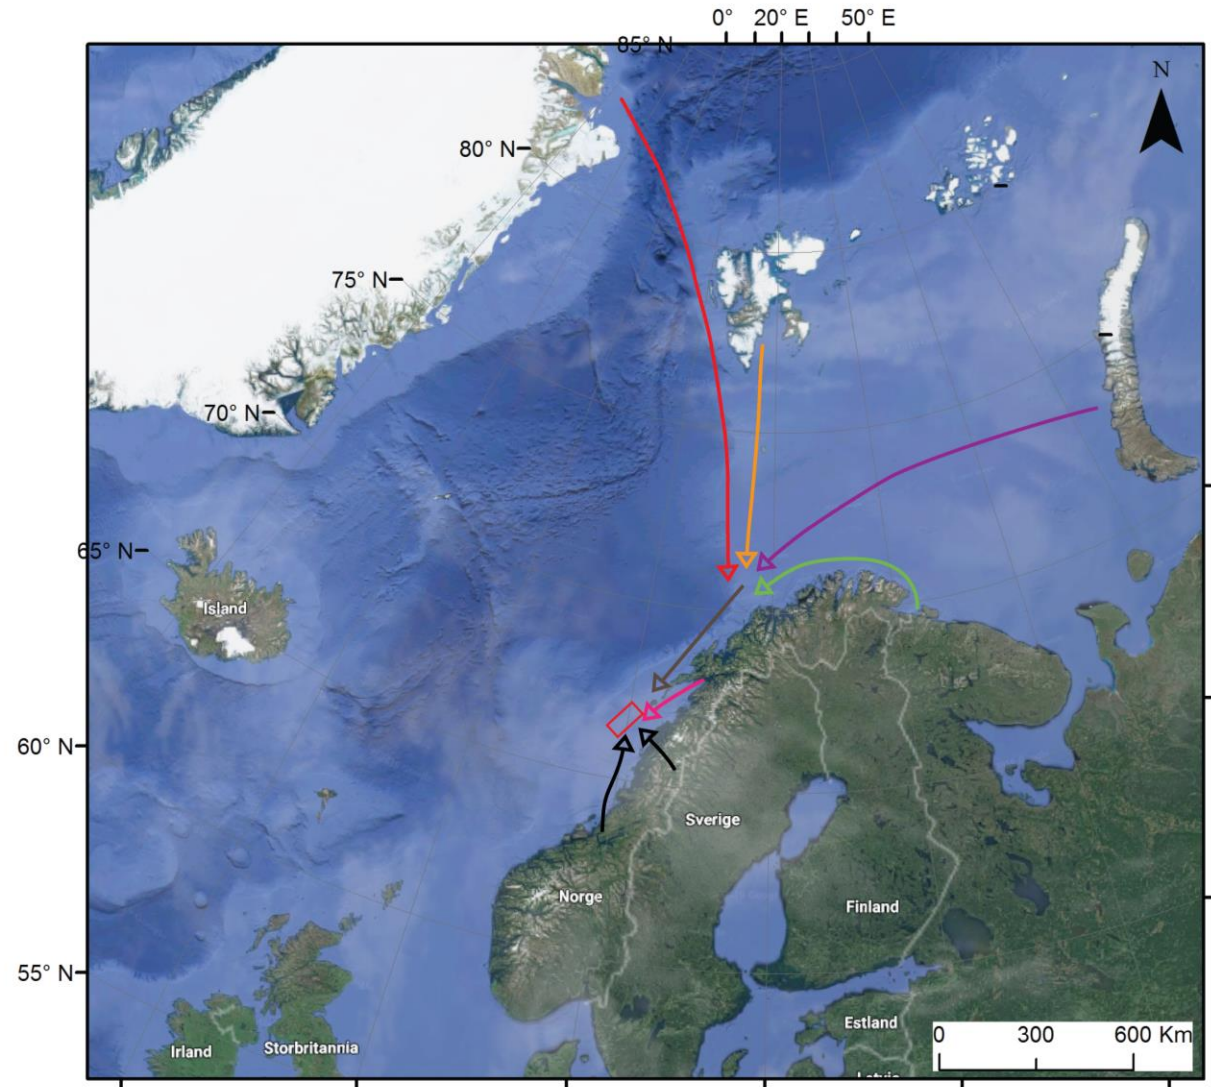 0° 20° E 50° E
85° N
N
80° N
75° N
70° N
65° N
Island
60° N
Sverige
Norge
Finland
55° N
Estland
Irland
Storbritannia
0 300 600 Km